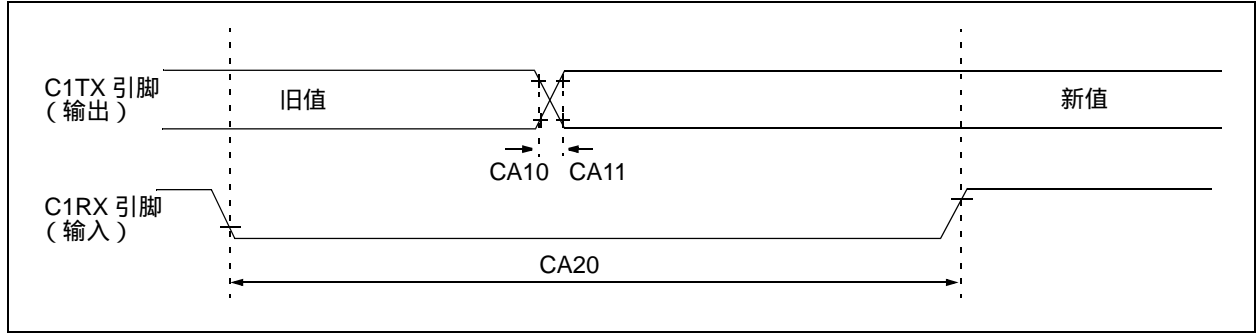 C1TX 引脚
（输出）
旧值
新值
CA10 CA11
C1RX 引脚
（输入）
CA20